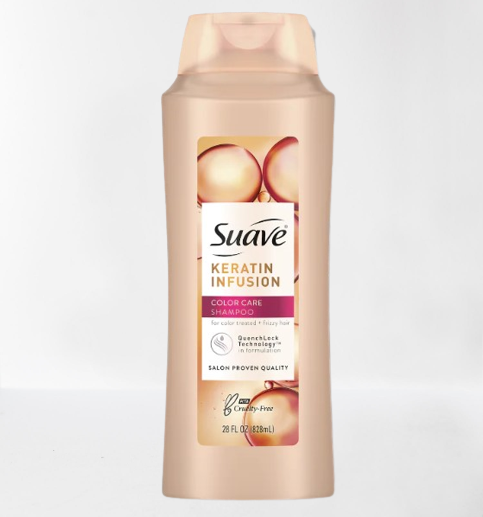 Suave®
KERATIN
INFUSION
COLOR CARE
SHAMPOO
for color treated + frizzy hair
QuenchLock
Technology™
in formulation
SALON PROVEN QUALITY
PETA
Cruelty-Free
28 FL OZ (828mL)